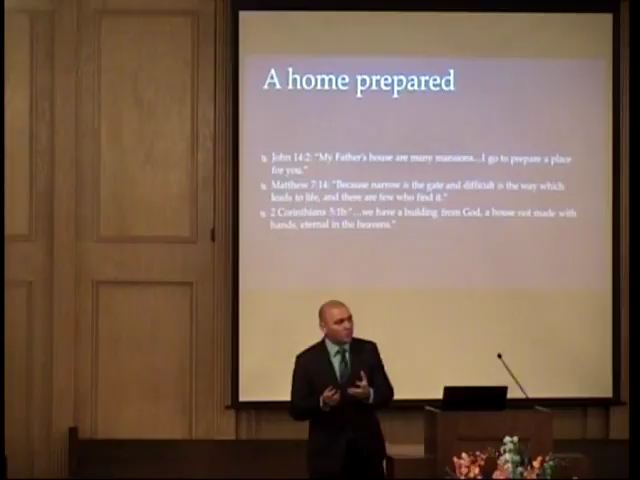 A home prepared
John 14:2: "My Father's house are many mansions...I go to prepare a place
for you."
Matthew 7:14: "Because narrow is the gate and difficult is the way which
leads to life, and there are few who find it."
2 Corinthians 5:1b: "...we have a building from God, a house not made with
hands, eternal in the heavens."